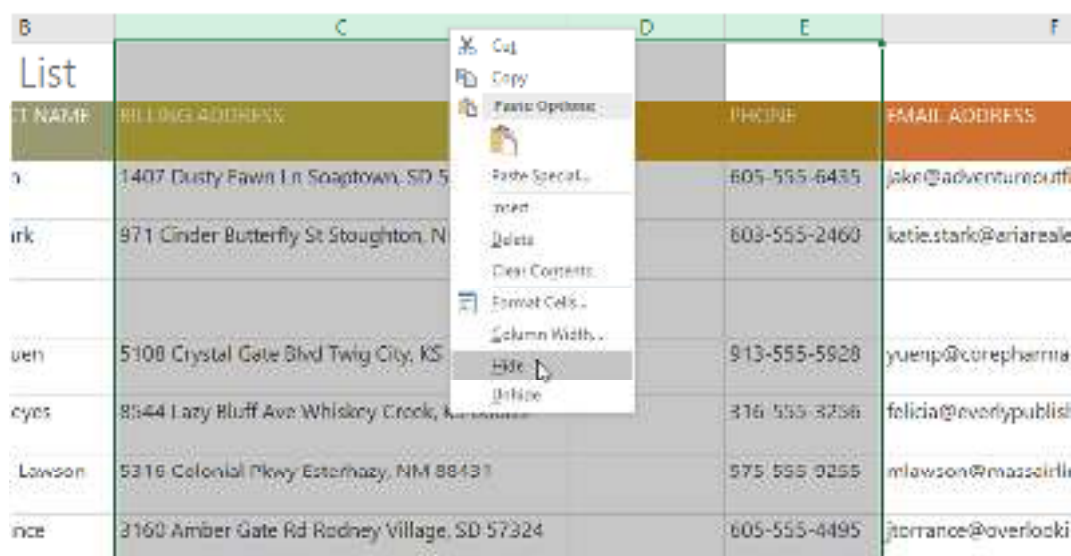 B C D E F
List
CT NAME BILLING ADDRESS PHONE EMAIL ADDRESS
1407 Dusty Fawn Ln Soaptown, SD 5 605-555-6435 jake@adventureoutfi
ark 971 Cinder Butterfly St Stoughton, N 603-555-2460 katie.stark@ariareale
uen 5108 Crystal Gate Blvd Twig City, KS 913-555-5928 yuenp@corepharma
eyes 8544 Lazy Bluff Ave Whiskey Creek, 316-555-3256 felicia@everlypublish
Lawson 5316 Colonial Pkwy Esterhazy, NM 88431 575-555-9255 mlawson@massairli
nce 3160 Amber Gate Rd Rodney Village, SD 57324 605-555-4495 jtorrance@overlooki
Cut
Copy
Paste Options:
Paste Special...
Insert
Delete
Clear Contents
Format Cells...
Column Width...
Hide
Unhide